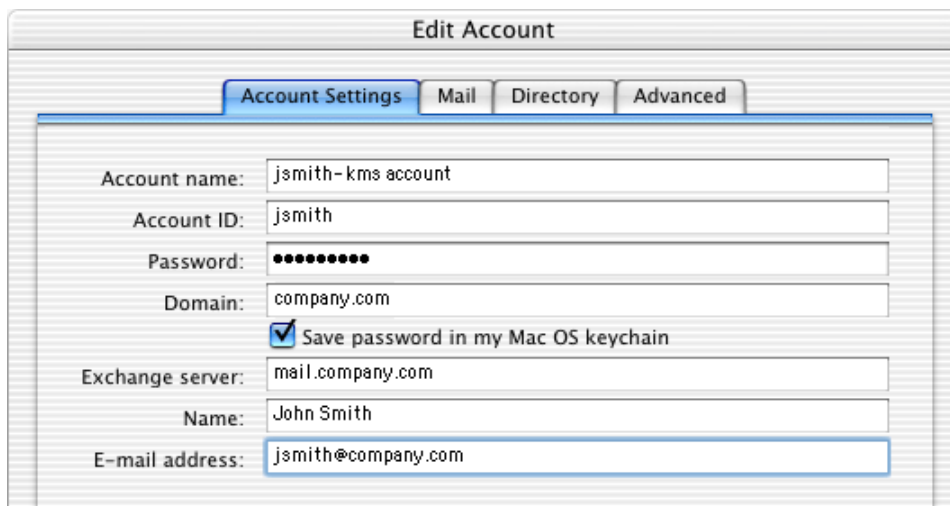 Edit Account
Account Settings Mail Directory Advanced
Account name: jsmith-kms account
Account ID: jsmith
Password: •••••••••
Domain: company.com
Save password in my Mac OS keychain
Exchange server: mail.company.com
Name: John Smith
E-mail address: jsmith@company.com